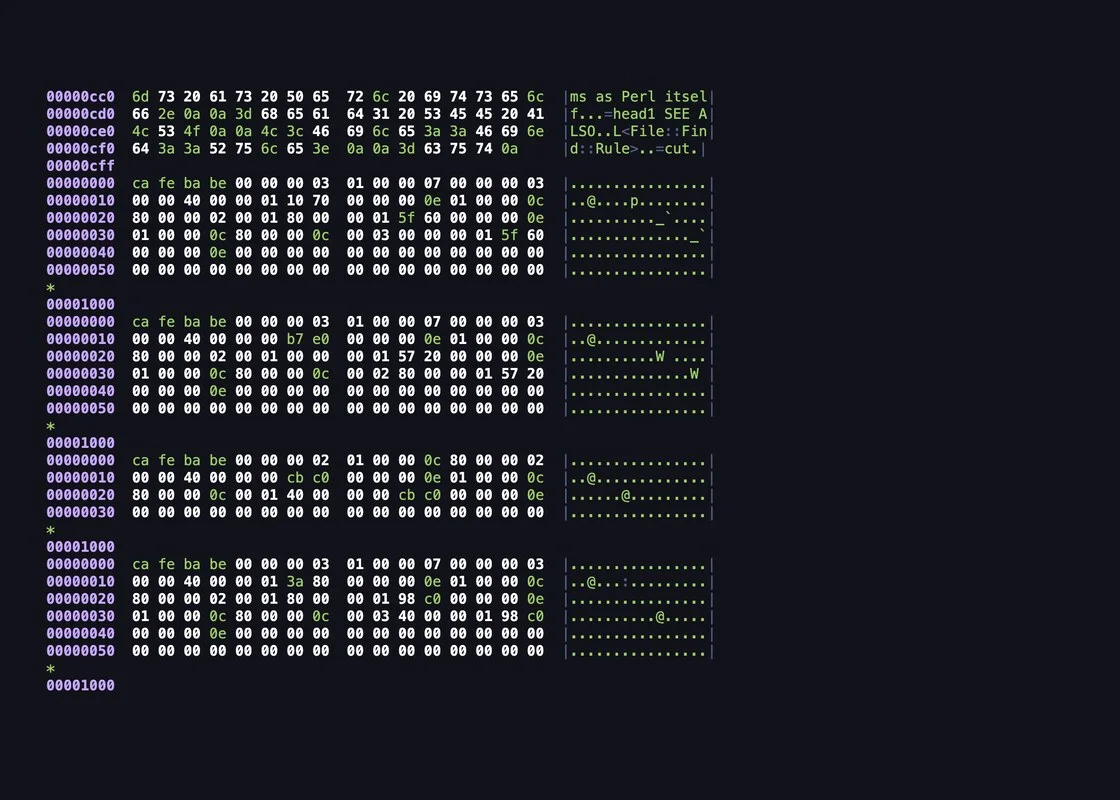 00000cc0  6d 73 20 61 73 20 50 65  72 6c 20 69 74 73 65 6c  |ms as Perl itsel|
00000cd0  66 2e 0a 0a 3d 68 65 61  64 31 20 53 45 45 20 41  |f...=head1 SEE A|
00000ce0  4c 53 4f 0a 0a 4c 3c 46  69 6c 65 3a 3a 46 69 6e  |LSO..L<File::Fin|
00000cf0  64 3a 3a 52 75 6c 65 3e  0a 0a 3d 63 75 74 0a     |d::Rule>..=cut.|
00000cff
00000000  ca fe ba be 00 00 00 03  01 00 00 07 00 00 00 03  |................|
00000010  00 00 40 00 00 01 10 70  00 00 00 0e 01 00 00 0c  |..@....p........|
00000020  80 00 00 02 00 01 80 00  00 01 5f 60 00 00 00 0e  |.........._`....|
00000030  01 00 00 0c 80 00 00 0c  00 03 00 00 00 01 5f 60  |.............._`|
00000040  00 00 00 0e 00 00 00 00  00 00 00 00 00 00 00 00  |................|
00000050  00 00 00 00 00 00 00 00  00 00 00 00 00 00 00 00  |................|
*
00001000
00000000  ca fe ba be 00 00 00 03  01 00 00 07 00 00 00 03  |................|
00000010  00 00 40 00 00 00 b7 e0  00 00 00 0e 01 00 00 0c  |..@.............|
00000020  80 00 00 02 00 01 00 00  00 01 57 20 00 00 00 0e  |..........W ....|
00000030  01 00 00 0c 80 00 00 0c  00 02 80 00 00 01 57 20  |..............W |
00000040  00 00 00 0e 00 00 00 00  00 00 00 00 00 00 00 00  |................|
00000050  00 00 00 00 00 00 00 00  00 00 00 00 00 00 00 00  |................|
*
00001000
00000000  ca fe ba be 00 00 00 02  01 00 00 0c 80 00 00 02  |................|
00000010  00 00 40 00 00 00 cb c0  00 00 00 0e 01 00 00 0c  |..@.............|
00000020  80 00 00 0c 00 01 40 00  00 00 cb c0 00 00 00 0e  |......@.........|
00000030  00 00 00 00 00 00 00 00  00 00 00 00 00 00 00 00  |................|
*
00001000
00000000  ca fe ba be 00 00 00 03  01 00 00 07 00 00 00 03  |................|
00000010  00 00 40 00 00 01 3a 80  00 00 00 0e 01 00 00 0c  |..@...:.........|
00000020  80 00 00 02 00 01 80 00  00 01 98 c0 00 00 00 0e  |................|
00000030  01 00 00 0c 80 00 00 0c  00 03 40 00 00 01 98 c0  |..........@.....|
00000040  00 00 00 0e 00 00 00 00  00 00 00 00 00 00 00 00  |................|
00000050  00 00 00 00 00 00 00 00  00 00 00 00 00 00 00 00  |................|
*
00001000